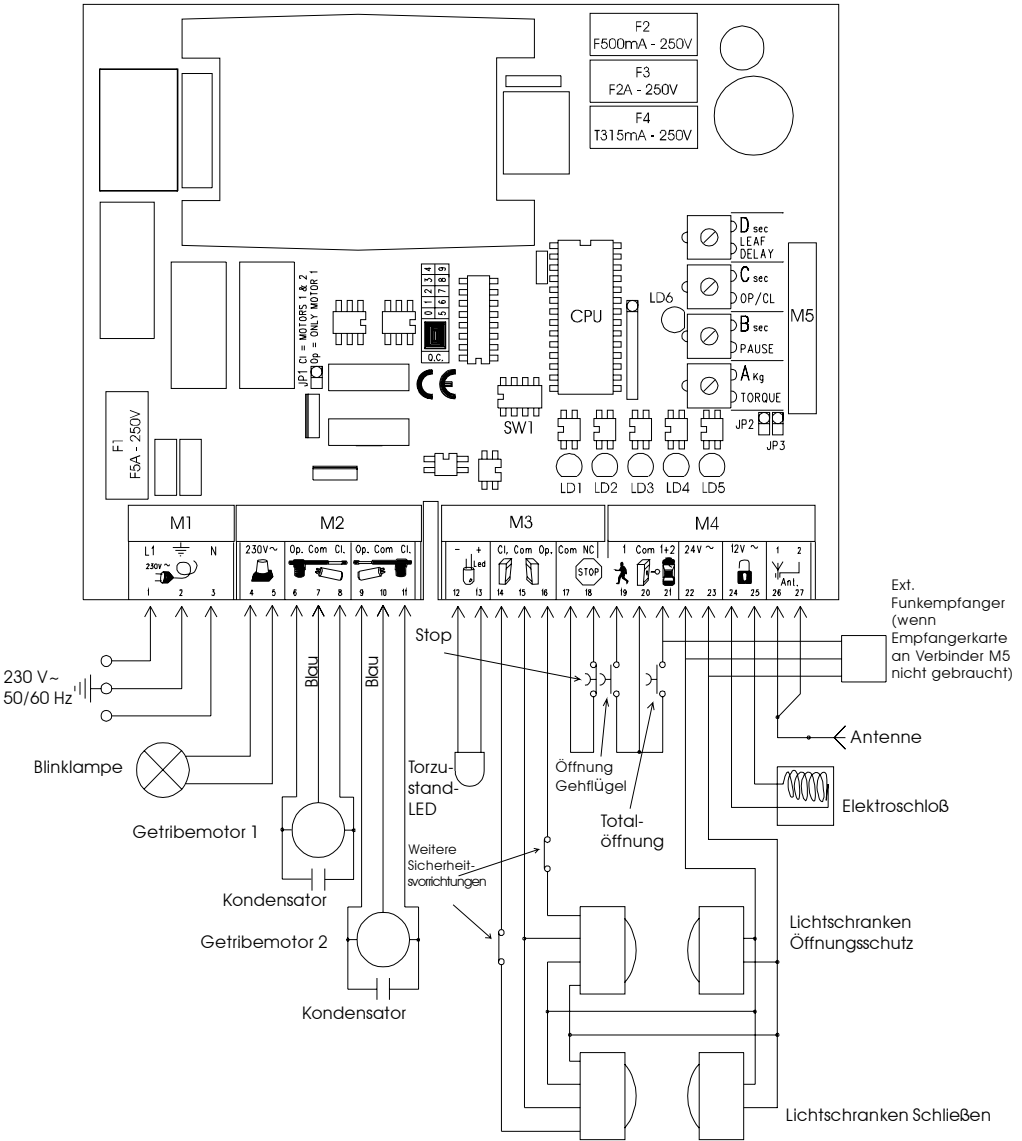 F2
F500mA - 250V
F3
F2A - 250V
F4
T315mA - 250V
D sec
LEAF
DELAY
C sec
OP/CL
B sec
PAUSE
A Kg
TORQUE
M5
LD6
CPU
JP1 Cl = MOTORS 1 & 2
Op = ONLY MOTOR 1
0 1 2 3 4
5 6 7 8 9
Q.C.
CE
SW1
JP2
JP3
F1
F5A - 250V
LD1 LD2 LD3 LD4 LD5
M1 M2 M3 M4
L1 N
230V ~
230V ~ Op. Com Cl. Op. Com Cl.
- + Led Cl, Com Op. Com NC
STOP
1 Com 1+2 24V ~ 12V ~ 1 2
Anl.
1 2 3 4 5 6 7 8 9 10 11 12 13 14 15 16 17 18 19 20 21 22 23 24 25 26 27
Ext.
Funkempfanger
(wenn
Empfangerkarte
an Verbinder M5
nicht gebraucht)
Stop
Blau
Blau
230 V~
50/60 Hz
Antenne
Blinklampe
Torzu-
stand-
LED
Öffnung
Gehflügel
Total-
öffnung
Elektroschloß
Getribemotor 1
Weitere
Sicherheit-
svorrichtungen
Kondensator
Getribemotor 2
Kondensator
Lichtschranken
Öffnungsschutz
Lichtschranken Schließen